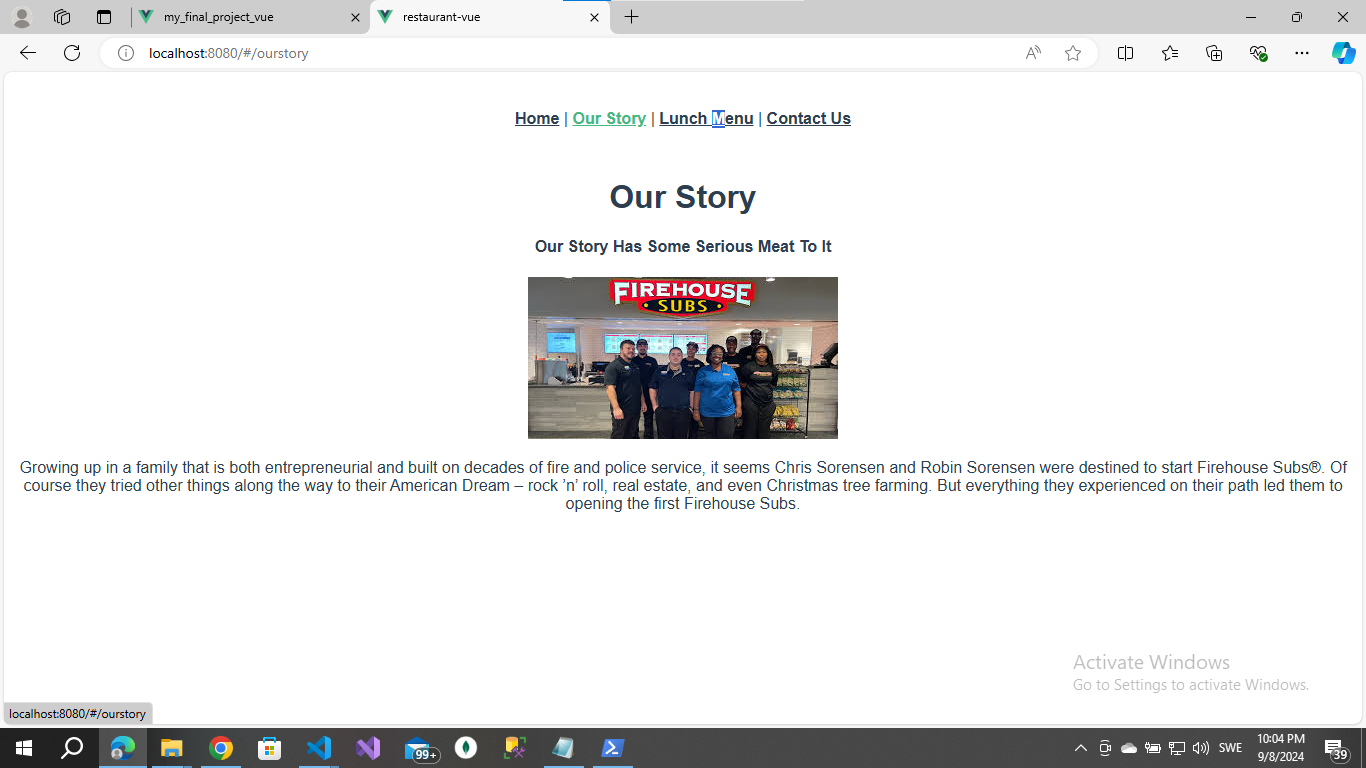 my_final_project_vue
restaurant-vue
localhost:8080/#/ourstory
Home | Our Story | Lunch Menu | Contact Us
Our Story
Our Story Has Some Serious Meat To It
FIREHOUSE
SUBS
Growing up in a family that is both entrepreneurial and built on decades of fire and police service, it seems Chris Sorensen and Robin Sorensen were destined to start Firehouse Subs®. Of
course they tried other things along the way to their American Dream – rock ’n’ roll, real estate, and even Christmas tree farming. But everything they experienced on their path led them to
opening the first Firehouse Subs.
Activate Windows
Go to Settings to activate Windows.
localhost:8080/#/ourstory
99+
SWE
10:04 PM
9/8/2024
39